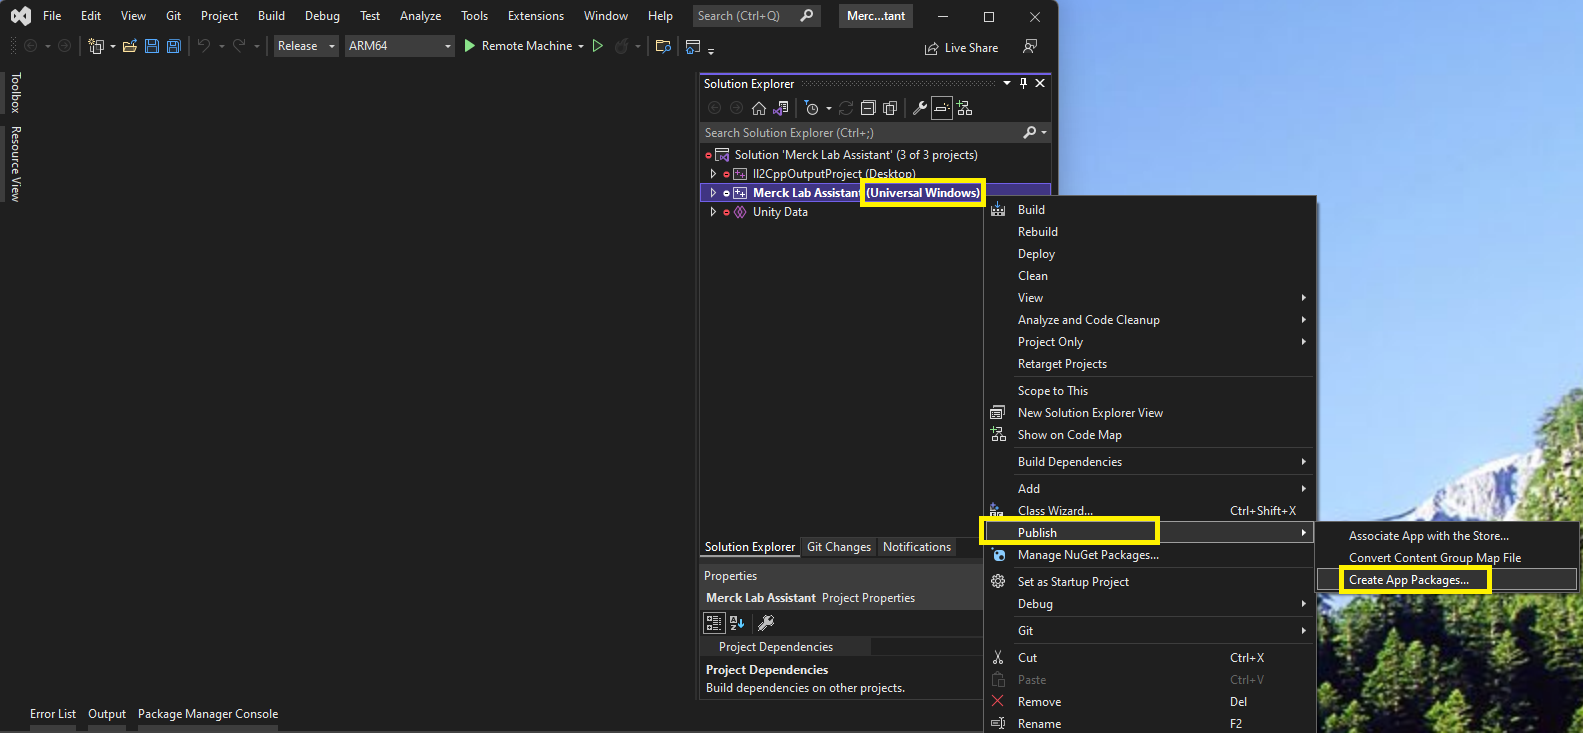 File Edit View Git Project Build Debug Test Analyze Tools Extensions Window Help Search (Ctrl+Q) Merc...tant
Release ARM64 Remote Machine Live Share
Toolbox
Resource View
Solution Explorer
Search Solution Explorer (Ctrl+;)
Solution 'Merck Lab Assistant' (3 of 3 projects)
Il2CppOutputProject (Desktop)
Merck Lab Assistant (Universal Windows)
Unity Data
Build
Rebuild
Deploy
Clean
View
Analyze and Code Cleanup
Project Only
Retarget Projects
Scope to This
New Solution Explorer View
Show on Code Map
Build Dependencies
Add
Class Wizard... Ctrl+Shift+X
Publish
Manage NuGet Packages...
Set as Startup Project
Debug
Git
Cut Ctrl+X
Paste Ctrl+V
Remove Del
Rename F2
Associate App with the Store...
Convert Content Group Map File
Create App Packages...
Solution Explorer Git Changes Notifications
Properties
Merck Lab Assistant Project Properties
Project Dependencies
Project Dependencies
Build dependencies on other projects.
Error List Output Package Manager Console